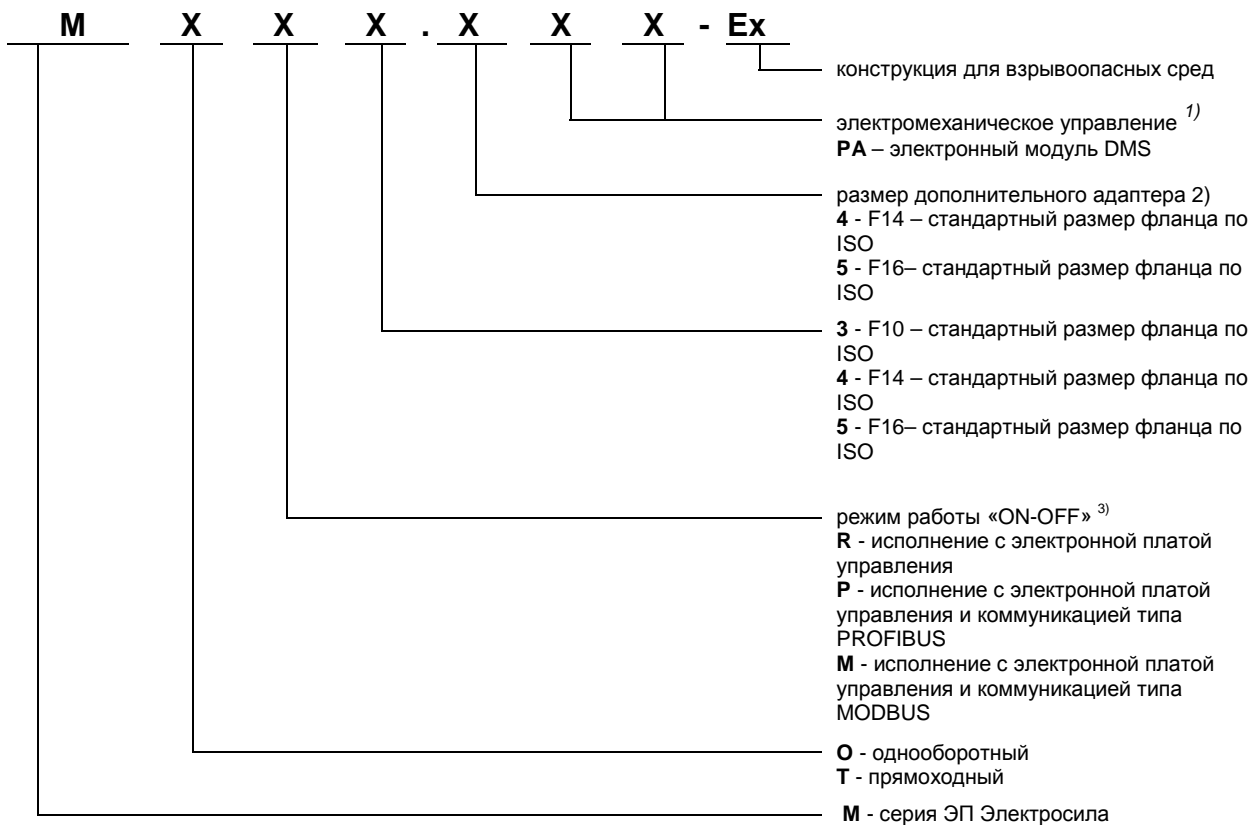 М X X X . X X X - Ex
конструкция для взрывоопасных сред
электромеханическое управление 1)
PA – электронный модуль DMS
размер дополнительного адаптера 2)
4 - F14 – стандартный размер фланца по
ISO
5 - F16– стандартный размер фланца по
ISO
3 - F10 – стандартный размер фланца по
ISO
4 - F14 – стандартный размер фланца по
ISO
5 - F16– стандартный размер фланца по
ISO
режим работы «ON-OFF» 3)
R - исполнение с электронной платой
управления
P - исполнение с электронной платой
управления и коммуникацией типа
PROFIBUS
M - исполнение с электронной платой
управления и коммуникацией типа
MODBUS
O - однооборотный
T - прямоходный
М - серия ЭП Электросила